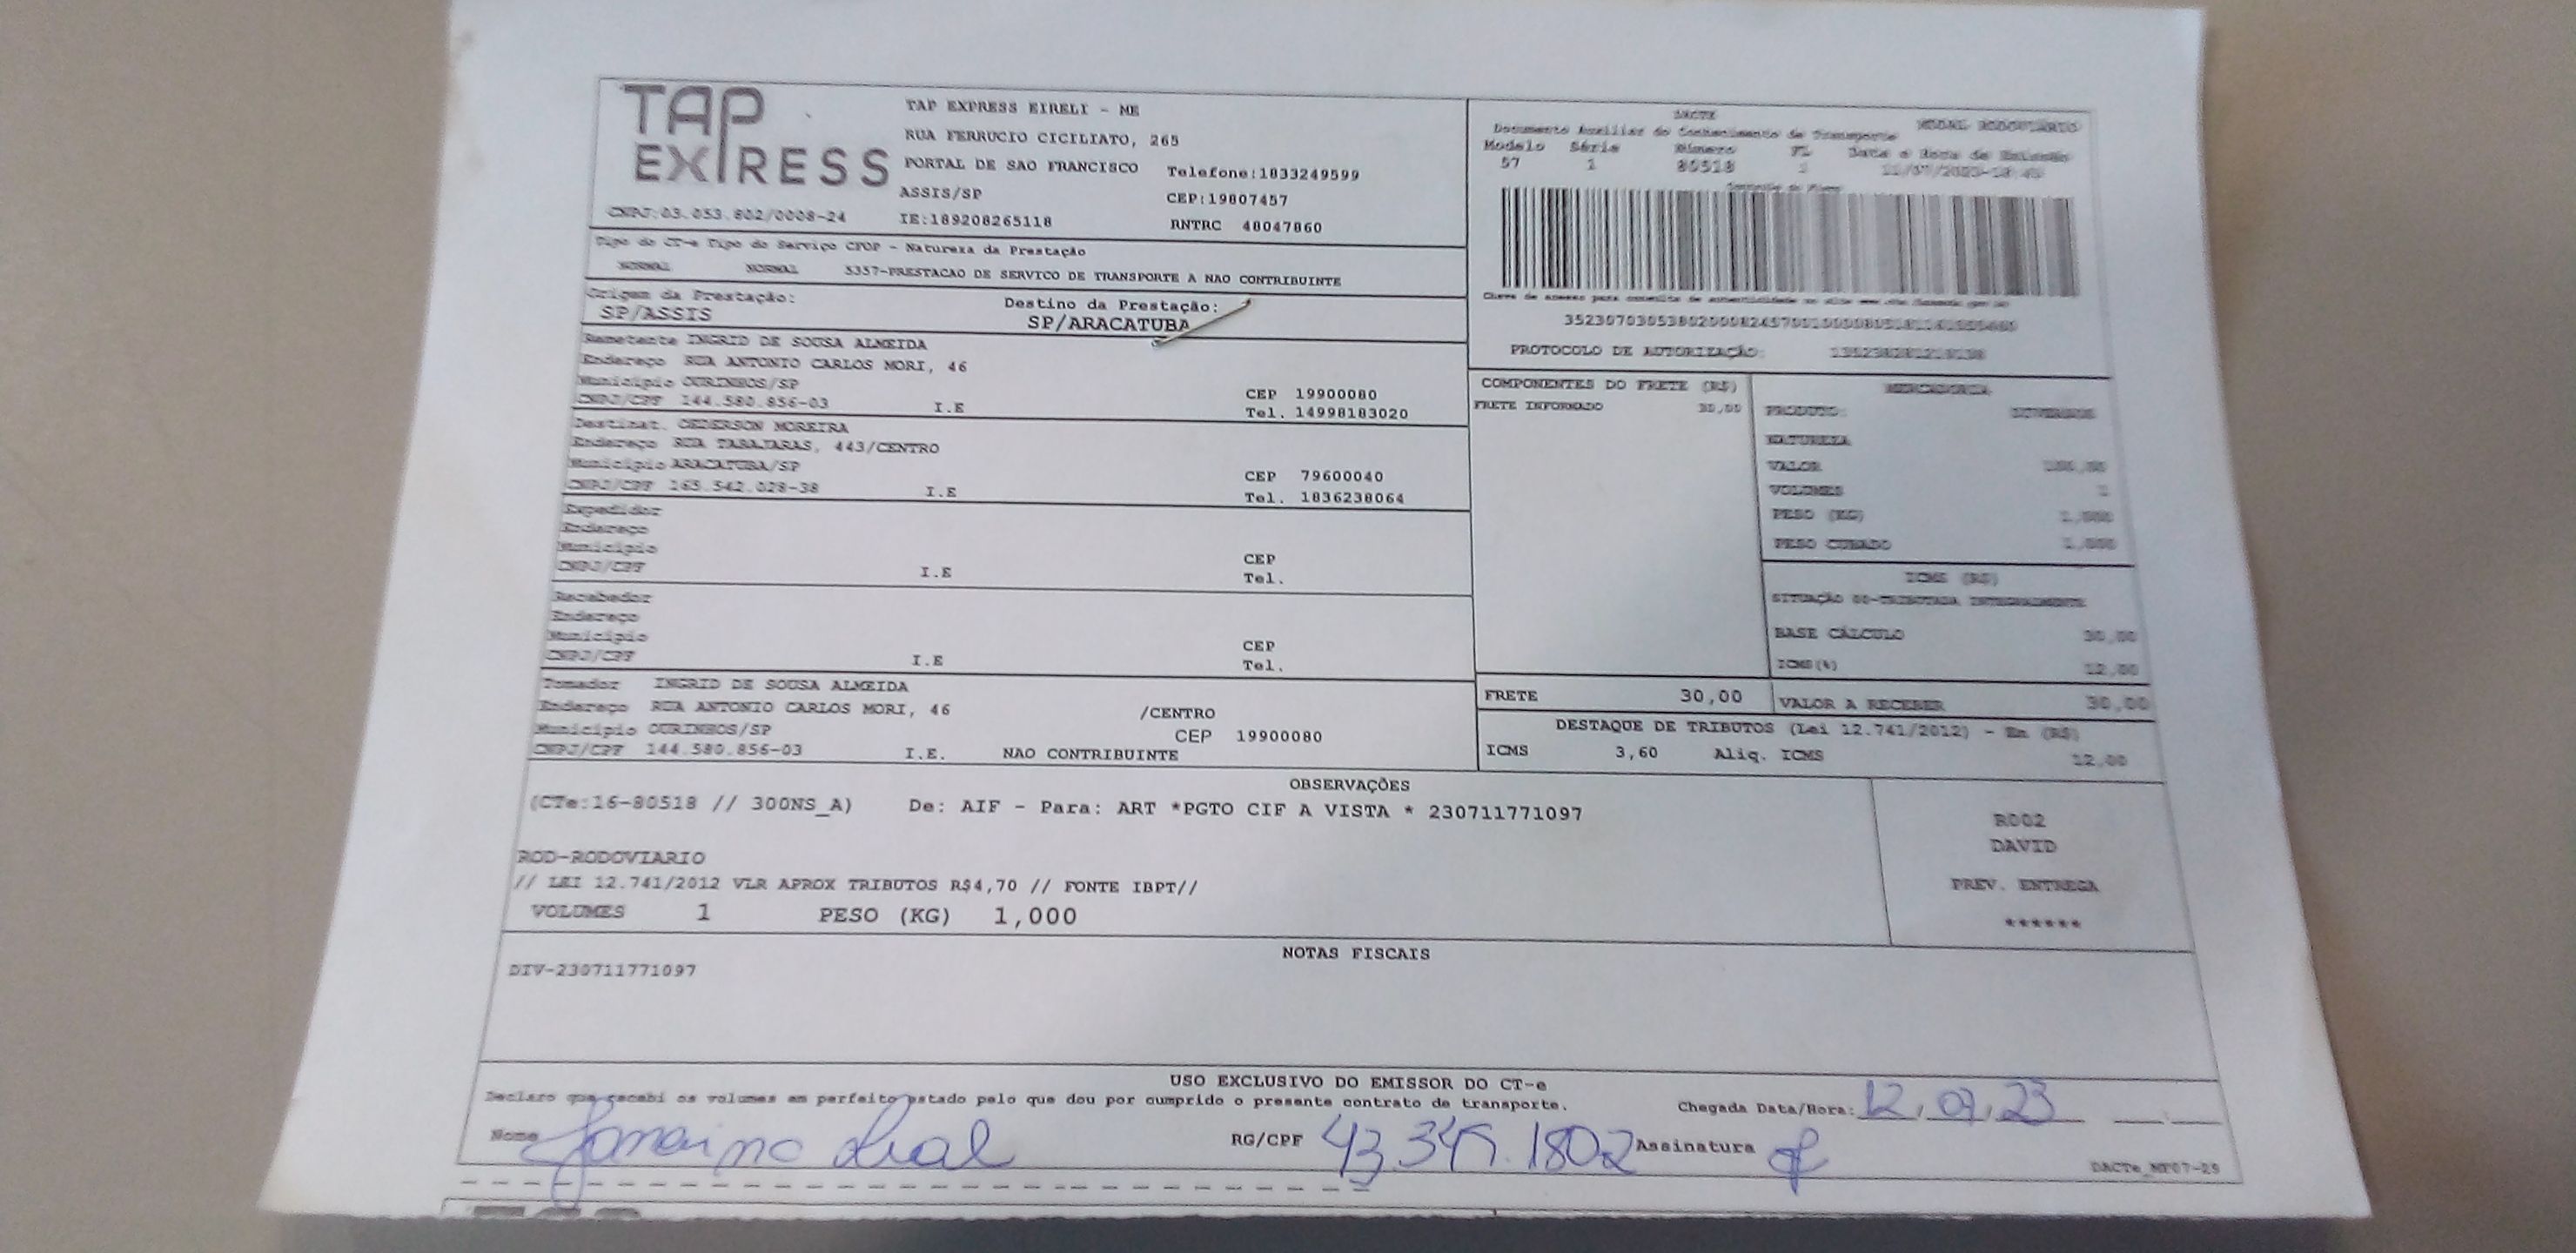 TAP EXPRESS
TAP EXPRESS EIRELI - ME
RUA FERRUCIO CICILIATO, 265
PORTAL DE SAO FRANCISCO Telefone:1833249599
ASSIS/SP CEP:19807457
CNPJ:03.053.802/0008-24 IE:189208265118 RNTRC 48047860
DACTE
Documento Auxiliar do Conhecimento de Transporte MODAL RODOVIÁRIO
Modelo Série Número FL Data e Hora de Emissão
57 1 80518 1
Tipo do CT-e Tipo do Serviço CFOP - Natureza da Prestação
NORMAL NORMAL 5357-PRESTACAO DE SERVICO DE TRANSPORTE A NAO CONTRIBUINTE
Origem da Prestação: Destino da Prestação:
SP/ASSIS SP/ARACATUBA
PROTOCOLO DE AUTORIZAÇÃO:
Remetente INGRID DE SOUSA ALMEIDA
Endereço RUA ANTONIO CARLOS MORI, 46
Município OURINHOS/SP CEP 19900080
CNPJ/CPF 144.580.856-03 I.E Tel. 14998183020
Destinat. CEDERSON MOREIRA
Endereço RUA TABAJARAS, 443/CENTRO
Município ARACATUBA/SP CEP 79600040
CNPJ/CPF 165.542.028-38 I.E Tel. 1836238064
Expedidor
Endereço
Município CEP
CNPJ/CPF I.E Tel.
Recebedor
Endereço
Município CEP
CNPJ/CPF I.E Tel.
Tomador INGRID DE SOUSA ALMEIDA
Endereço RUA ANTONIO CARLOS MORI, 46 /CENTRO
Município OURINHOS/SP CEP 19900080
CNPJ/CPF 144.580.856-03 I.E. NAO CONTRIBUINTE
COMPONENTES DO FRETE (R$)
FRETE INFORMADO 30,00
MERCADORIA
PRODUTO: DIVERSOS
NATUREZA
VALOR
VOLUMES 1
PESO (KG) 1,000
PESO CUBADO 1,000
ICMS (R$)
SITUAÇÃO 00-TRIBUTADA INTEGRALMENTE
BASE CÁLCULO 30,00
ICMS(%) 12,00
FRETE 30,00 VALOR A RECEBER 30,00
DESTAQUE DE TRIBUTOS (Lei 12.741/2012) - Em (R$)
ICMS 3,60 Aliq. ICMS 12,00
OBSERVAÇÕES
(CTe:16-80518 // 300NS_A) De: AIF - Para: ART *PGTO CIF A VISTA * 230711771097
ROD-RODOVIARIO
// LEI 12.741/2012 VLR APROX TRIBUTOS R$4,70 // FONTE IBPT//
VOLUMES 1 PESO (KG) 1,000
R002
DAVID
PREV. ENTREGA
******
NOTAS FISCAIS
DIV-230711771097
USO EXCLUSIVO DO EMISSOR DO CT-e
Declaro que recebi os volumes em perfeito estado pelo que dou por cumprido o presente contrato de transporte. Chegada Data/Hora: 12,07,23
Nome RG/CPF 43.345.1802 Assinatura
DACTe_MF07-29